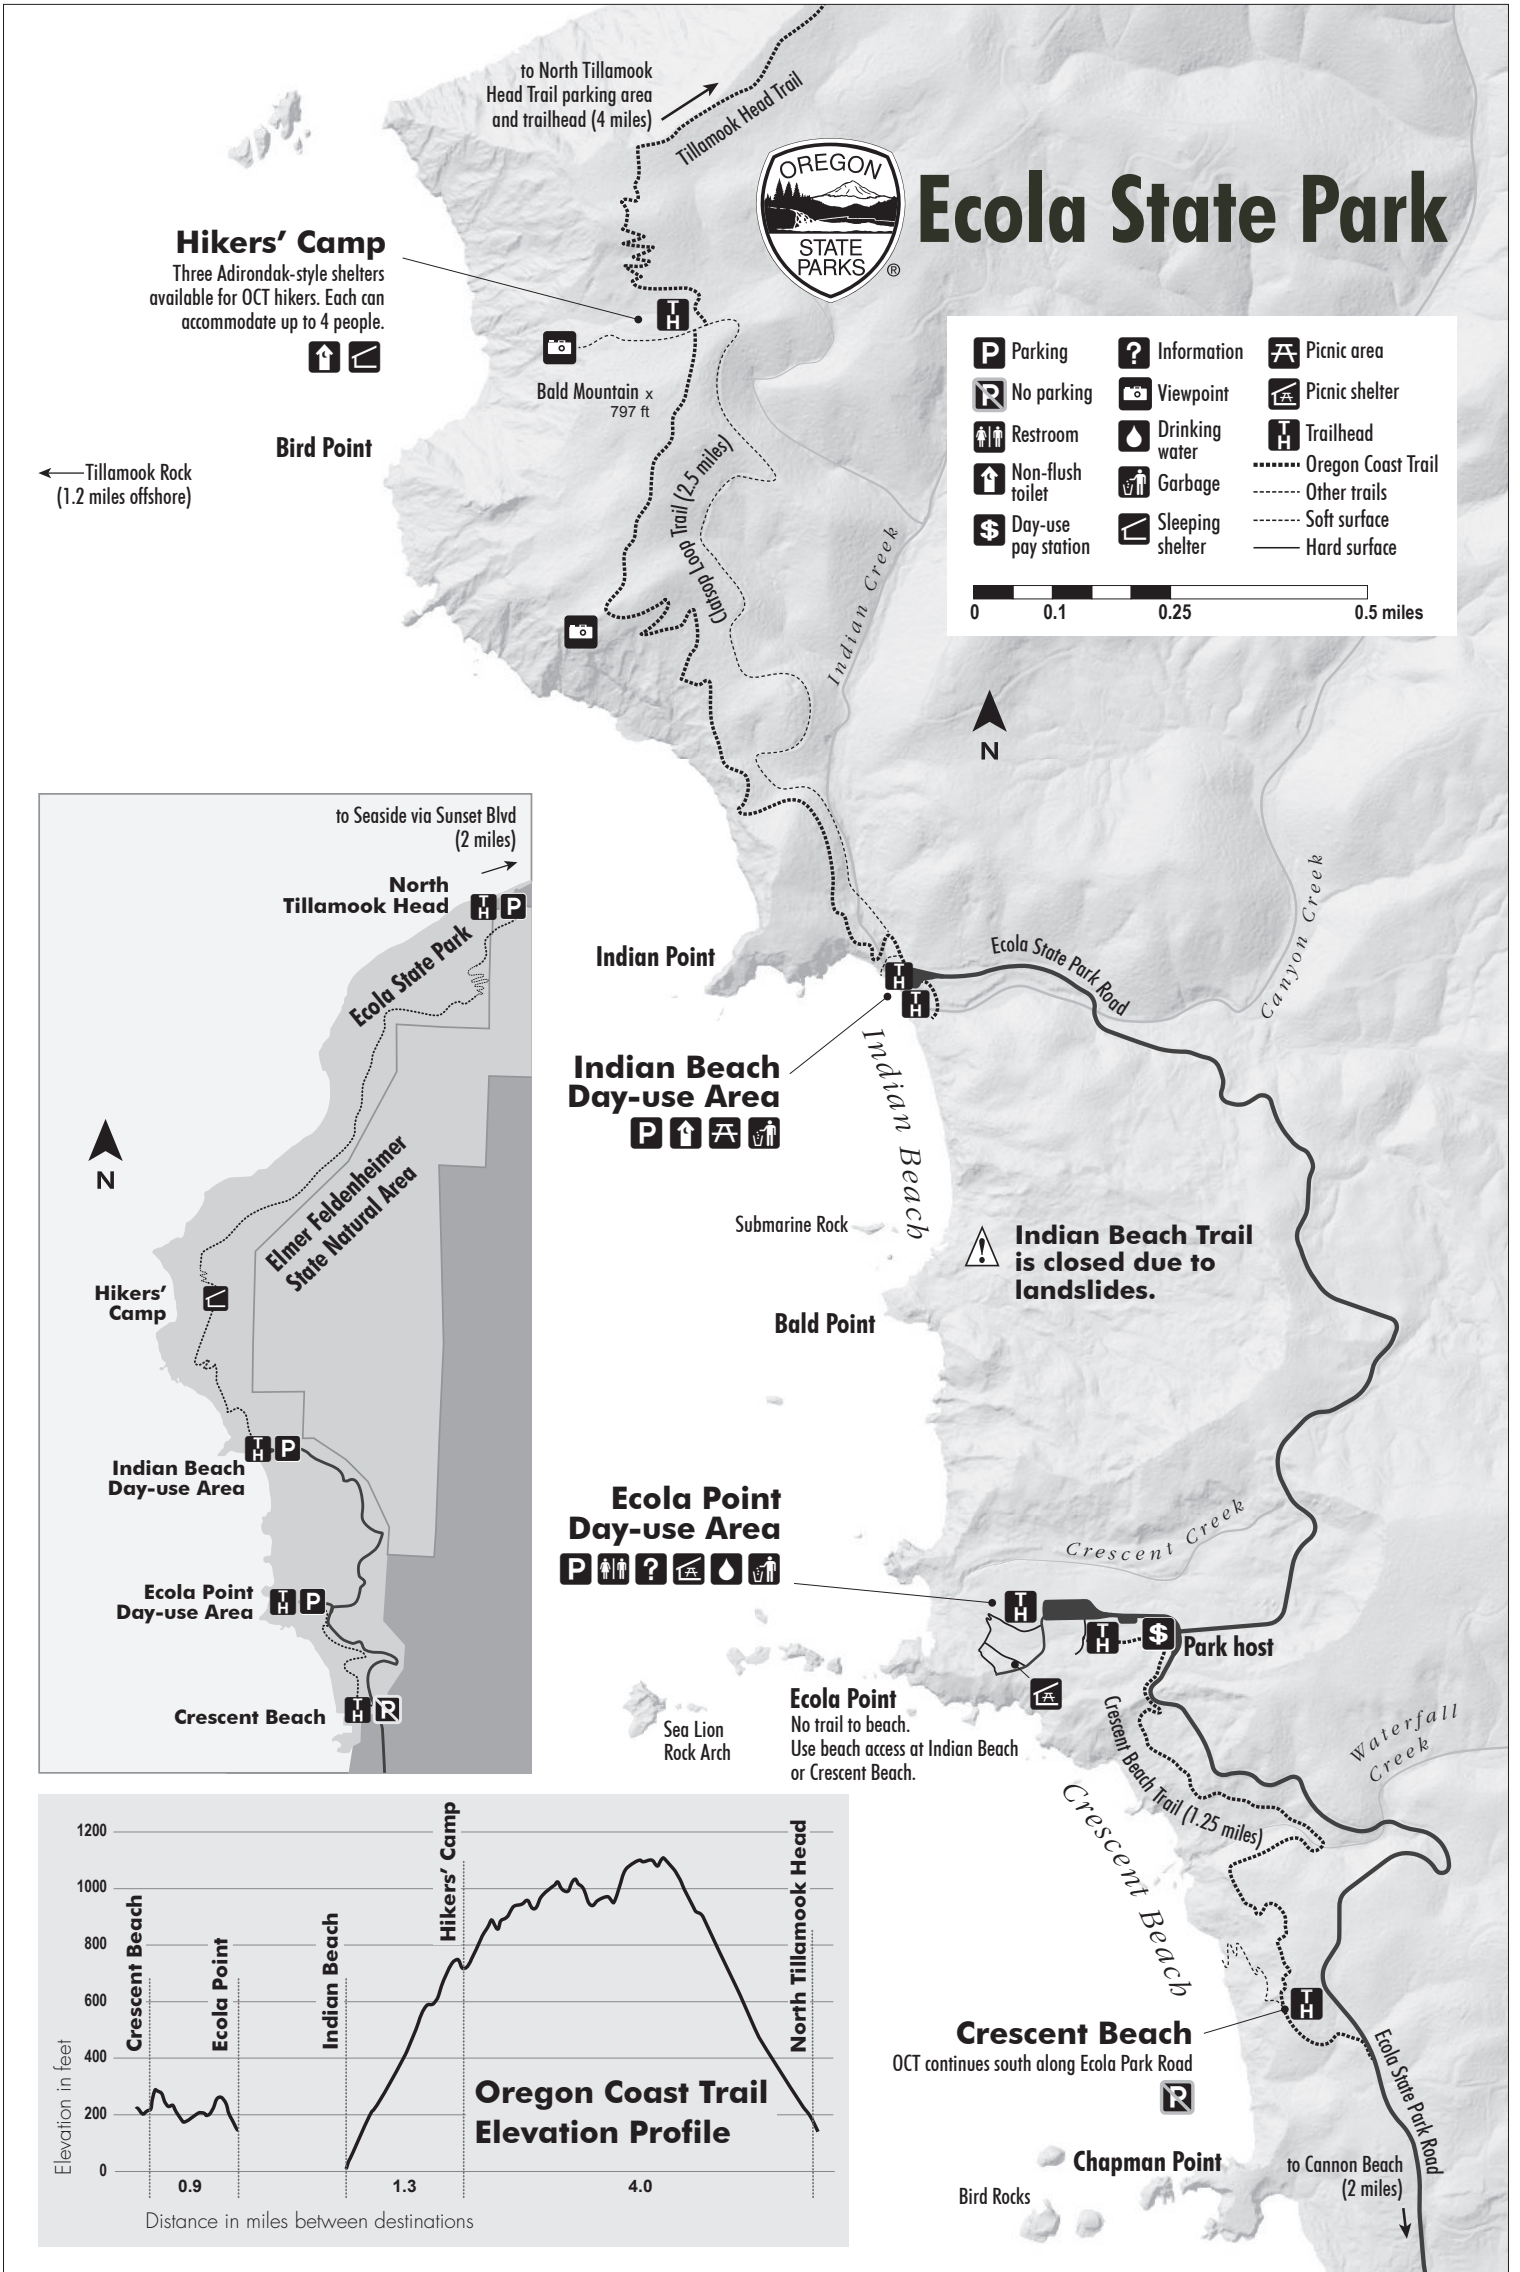 to North Tillamook
Head Trail parking area
and trailhead (4 miles)
Tillamook Head Trail
OREGON
STATE
PARKS
®
Ecola State Park
Hikers’ Camp
Three Adirondak-style shelters
available for OCT hikers. Each can
accommodate up to 4 people.
T
H
Bald Mountain x
797 ft
Bird Point
Tillamook Rock
(1.2 miles offshore)
Clatsop Loop Trail (2.5 miles)
Indian Creek
P Parking
P No parking
Restroom
Non-flush
toilet
$ Day-use
pay station
? Information
Viewpoint
Drinking
water
Garbage
Sleeping
shelter
Picnic area
Picnic shelter
T
H Trailhead
Oregon Coast Trail
Other trails
Soft surface
Hard surface
0 0.1 0.25 0.5 miles
N
Canyon Creek
Indian Point
Ecola State Park Road
T
H
T
H
Indian Beach
Day-use Area
P
Indian Beach
Submarine Rock
Indian Beach Trail
is closed due to
landslides.
Bald Point
Ecola Point
Day-use Area
P ?
Crescent Creek
T
H
T
H
$
Park host
Ecola Point
No trail to beach.
Use beach access at Indian Beach
or Crescent Beach.
Sea Lion
Rock Arch
Crescent Beach Trail (1.25 miles)
Waterfall
Creek
Crescent Beach
T
H
Crescent Beach
OCT continues south along Ecola Park Road
P
Ecola State Park Road
Chapman Point
Bird Rocks
to Cannon Beach
(2 miles)
to Seaside via Sunset Blvd
(2 miles)
North
Tillamook Head
T
H
P
Ecola State Park
N
Elmer Feldenheimer
State Natural Area
Hikers’
Camp
T
H
P
Indian Beach
Day-use Area
Ecola Point
Day-use Area
T
H
P
Crescent Beach
T
H
P
1200
1000
800
600
400
200
0
Elevation in feet
Crescent Beach
Ecola Point
Indian Beach
Hikers’ Camp
North Tillamook Head
Oregon Coast Trail
Elevation Profile
0.9 1.3 4.0
Distance in miles between destinations